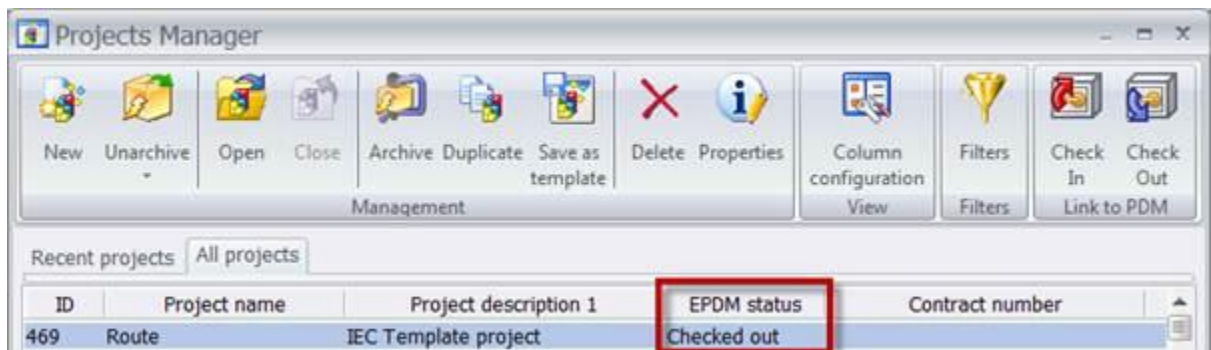 Projects Manager
New Unarchive Open Close Archive Duplicate Save as template Delete Properties Column configuration Filters Check In Check Out
Management View Filters Link to PDM
Recent projects All projects
ID Project name Project description 1 EPDM status Contract number
469 Route IEC Template project Checked out